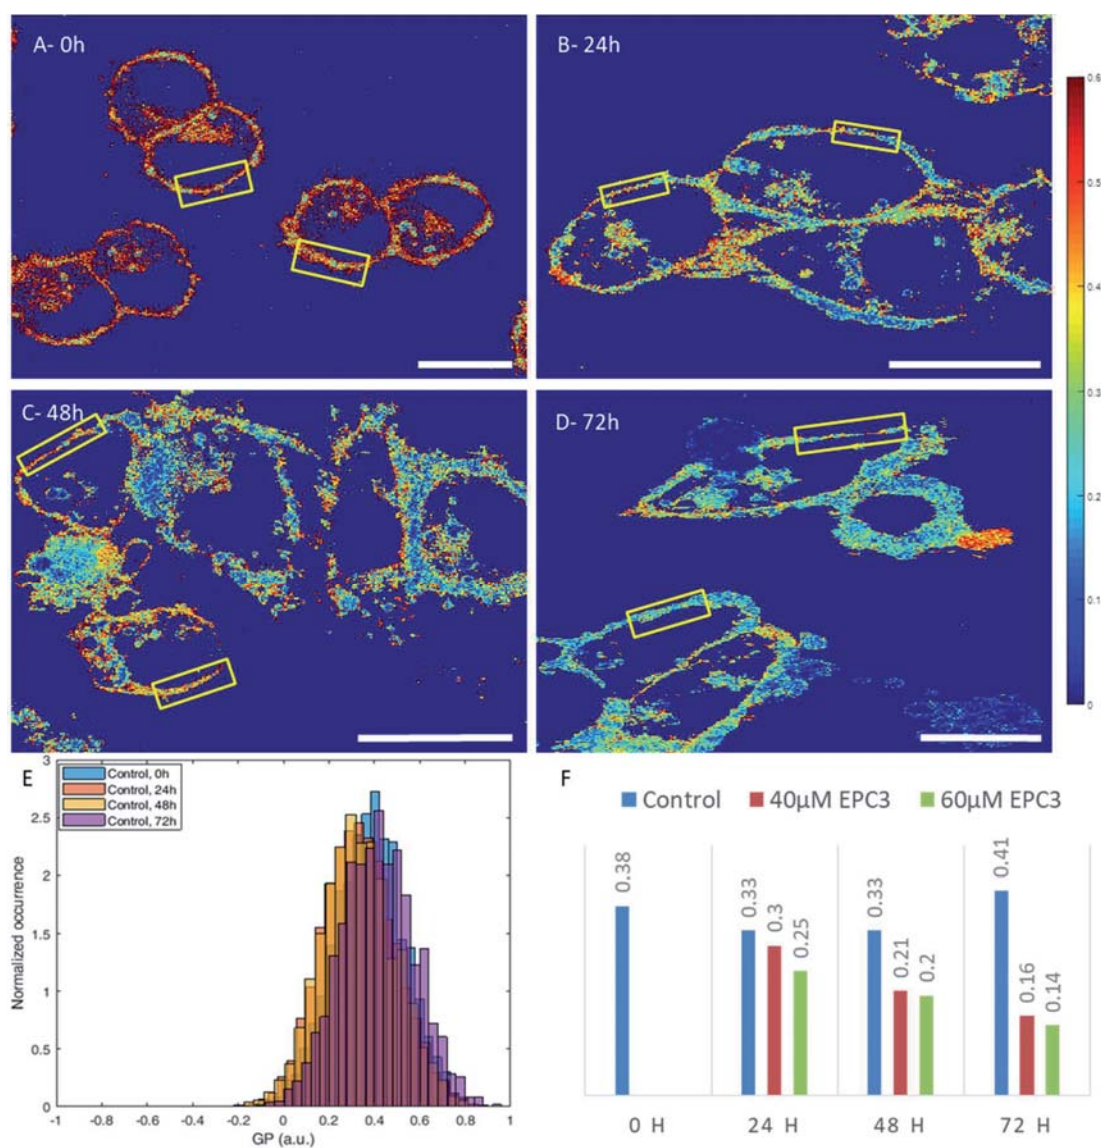 A- 0h
B- 24h
0.6
0.5
0.4
0.3
0.2
0.1
0
C- 48h
D- 72h
E
3
2.5
2
1.5
1
0.5
0
Normalized occurrence
Control, 0h
Control, 24h
Control, 48h
Control, 72h
-1 -0.8 -0.6 -0.4 -0.2 0 0.2 0.4 0.6 0.8 1
GP (a.u.)
F
Control 40μM EPC3 60μM EPC3
0.38
0.33 0.3 0.25
0.33 0.21 0.2
0.41 0.16 0.14
0 H 24 H 48 H 72 H